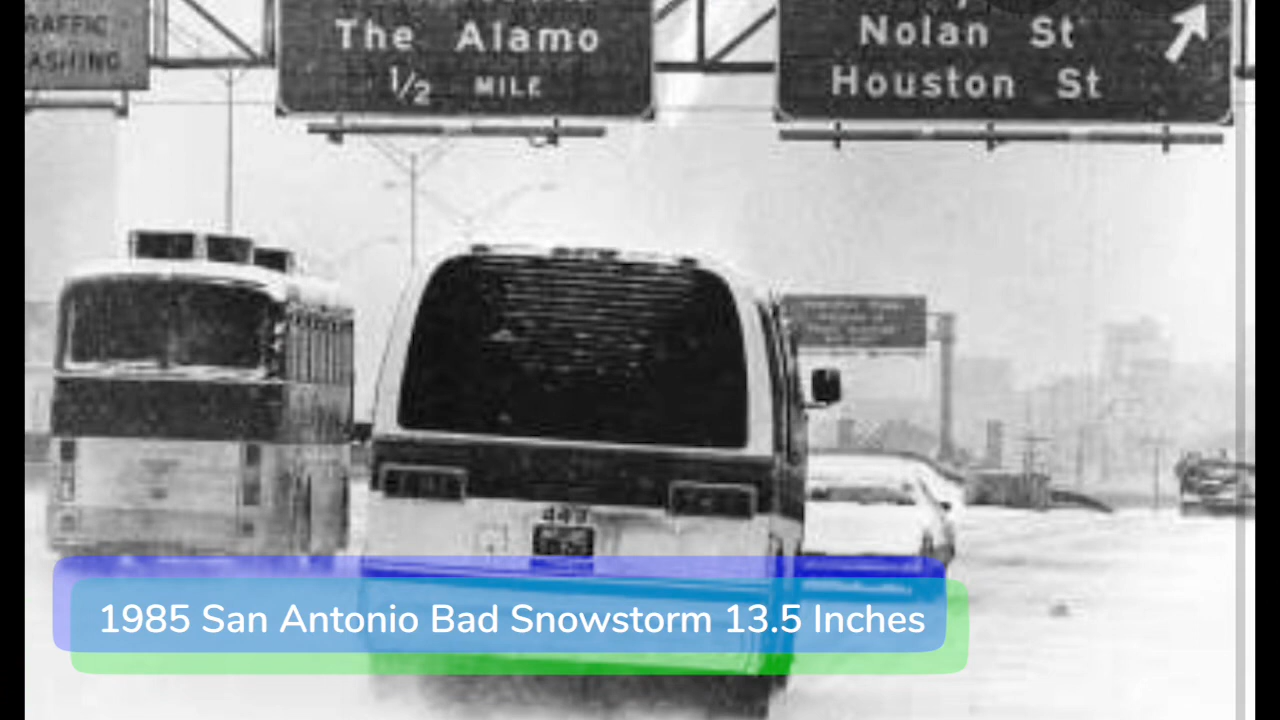 RAFFIC
ASHING
The Alamo
1/2 MILE
Nolan St
Houston St
443
1985 San Antonio Bad Snowstorm 13.5 Inches